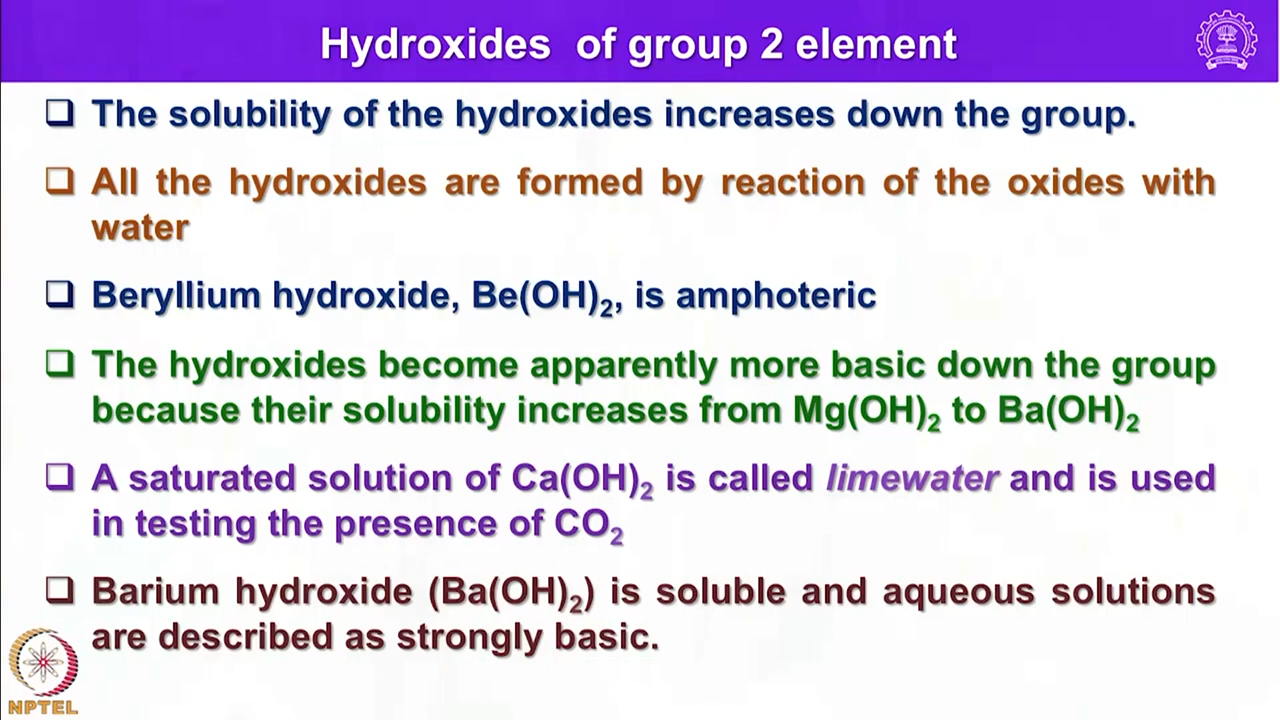 Hydroxides of group 2 element
❑ The solubility of the hydroxides increases down the group.
❑ All the hydroxides are formed by reaction of the oxides with
water
❑ Beryllium hydroxide, Be(OH)₂, is amphoteric
❑ The hydroxides become apparently more basic down the group
because their solubility increases from Mg(OH)₂ to Ba(OH)₂
❑ A saturated solution of Ca(OH)₂ is called limewater and is used
in testing the presence of CO₂
❑ Barium hydroxide (Ba(OH)₂) is soluble and aqueous solutions
are described as strongly basic.
NPTEL